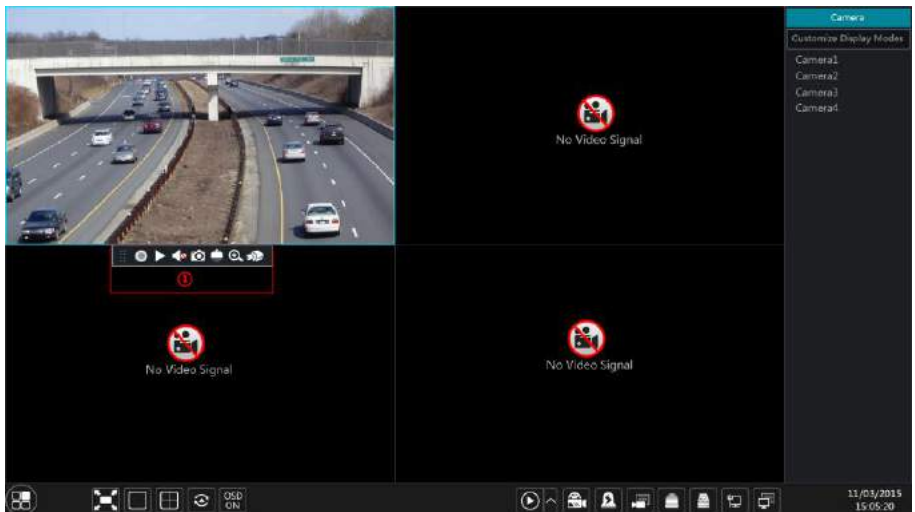 Camera
Customize Display Modes
Camera1
Camera2
Camera3
Camera4
No Video Signal
①
No Video Signal
No Video Signal
OSD
ON
11/03/2015
15:05:20